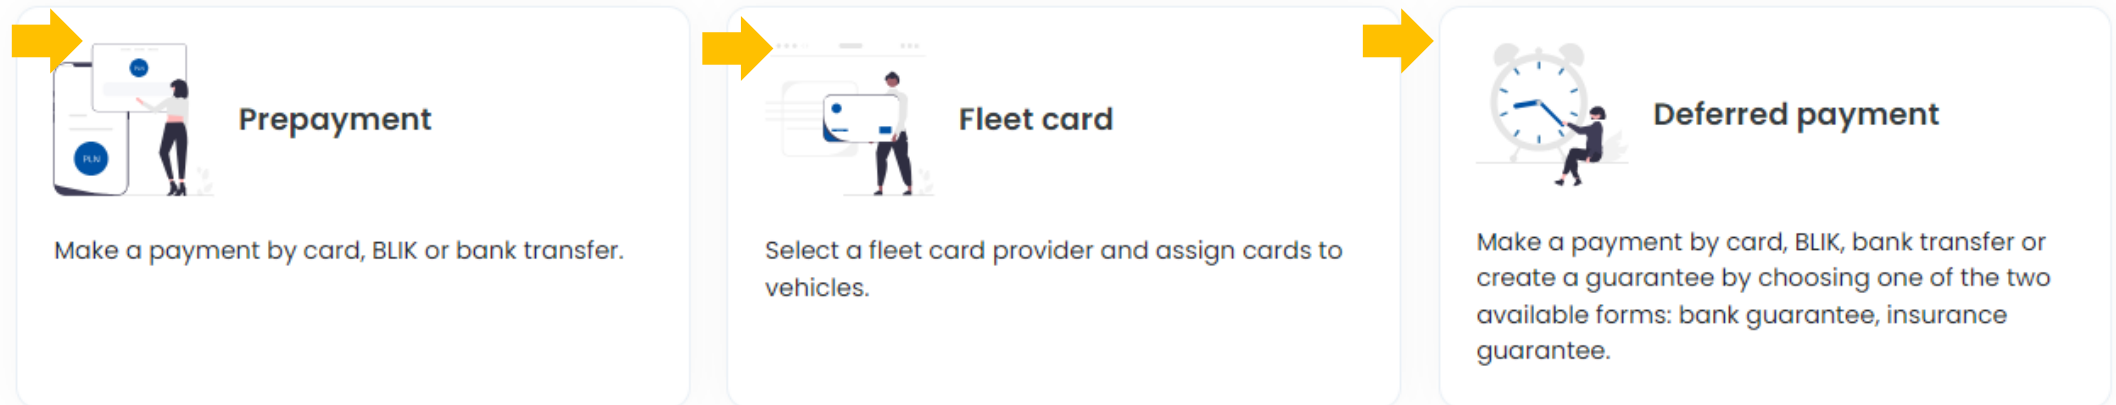 PLN
PLN
Prepayment
Make a payment by card, BLIK or bank transfer.
Fleet card
Select a fleet card provider and assign cards to
vehicles.
Deferred payment
Make a payment by card, BLIK, bank transfer or
create a guarantee by choosing one of the two
available forms: bank guarantee, insurance
guarantee.